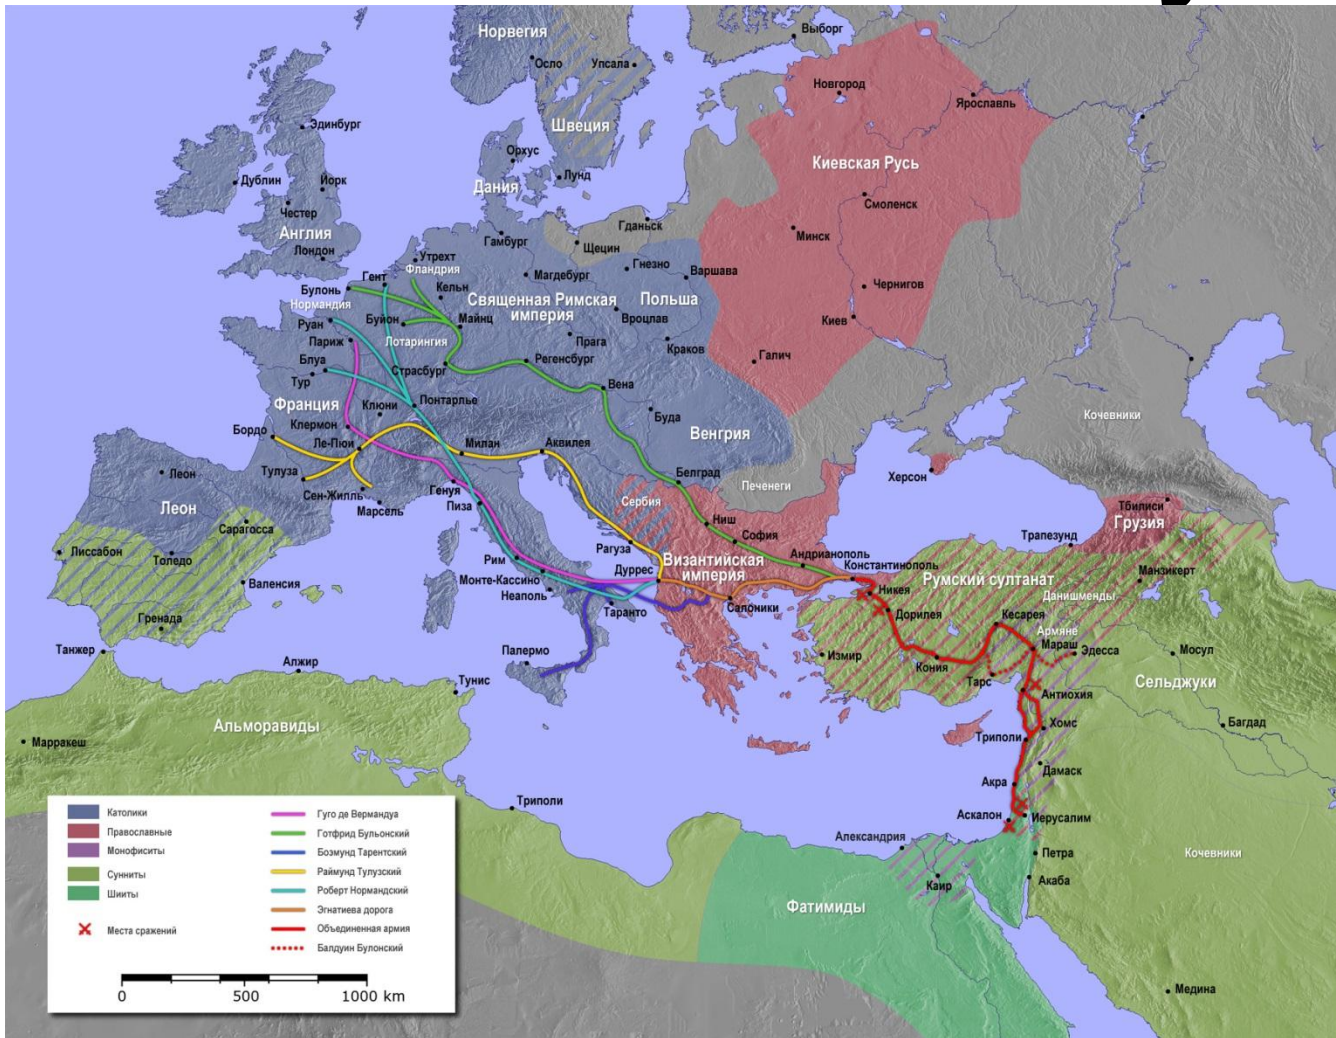 Норвегия
Осло
Упсала
Выборг
Новгород
Ярославль
Швеция
Эдинбург
Орхус
Киевская Русь
Дублин
Йорк
Дания
Лунд
Смоленск
Честер
Англия
Гданьск
Минск
Гамбург
Щецин
Лондон
Утрехт
Фландрия
Гнезно
Варшава
Гент
Магдебург
Булонь
Кельн
Священная Римская
империя
Польша
Чернигов
Нормандия
Руан
Буйон
Майнц
Вроцлав
Киев
Париж
Лотарингия
Прага
Краков
Блуа
Регенсбург
Галич
Тур
Страсбург
Вена
Франция
Клюни
Понтарлье
Буда
Кочевники
Клермон
Венгрия
Бордо
Ле-Пюи
Милан
Аквилея
Леон
Тулуза
Белград
Херсон
Сен-Жилль
Генуя
Печенеги
Марсель
Пиза
Сербия
Тбилиси
Леон
Сарагосса
Ниш
Грузия
Лиссабон
София
Трапезунд
Толедо
Рагуза
Византийская
империя
Андрианополь
Рим
Дуррес
Константинополь
Румский султанат
Манзикерт
Валенсия
Монте-Кассино
Никея
Данишменды
Неаполь
Таранто
Салоники
Дорилея
Кесарея
Гренада
Армяне
Танжер
Палермо
Измир
Кония
Мараш
Эдесса
Мосул
Алжир
Тунис
Тарс
Сельджуки
Антиохия
Альморавиды
Хомс
Багдад
Марракеш
Триполи
Дамаск
Акра
Триполи
Аскалон
Иерусалим
Александрия
Петра
Кочевники
Каир
Акаба
Фатимиды
Медина
Католики
Православные
Монофиситы
Сунниты
Шииты
Места сражений
Гуго де Вермандуа
Готфрид Бульонский
Боэмунд Тарентский
Раймунд Тулузский
Роберт Нормандский
Эгнатиева дорога
Объединенная армия
Балдуин Булонский
0 500 1000 km